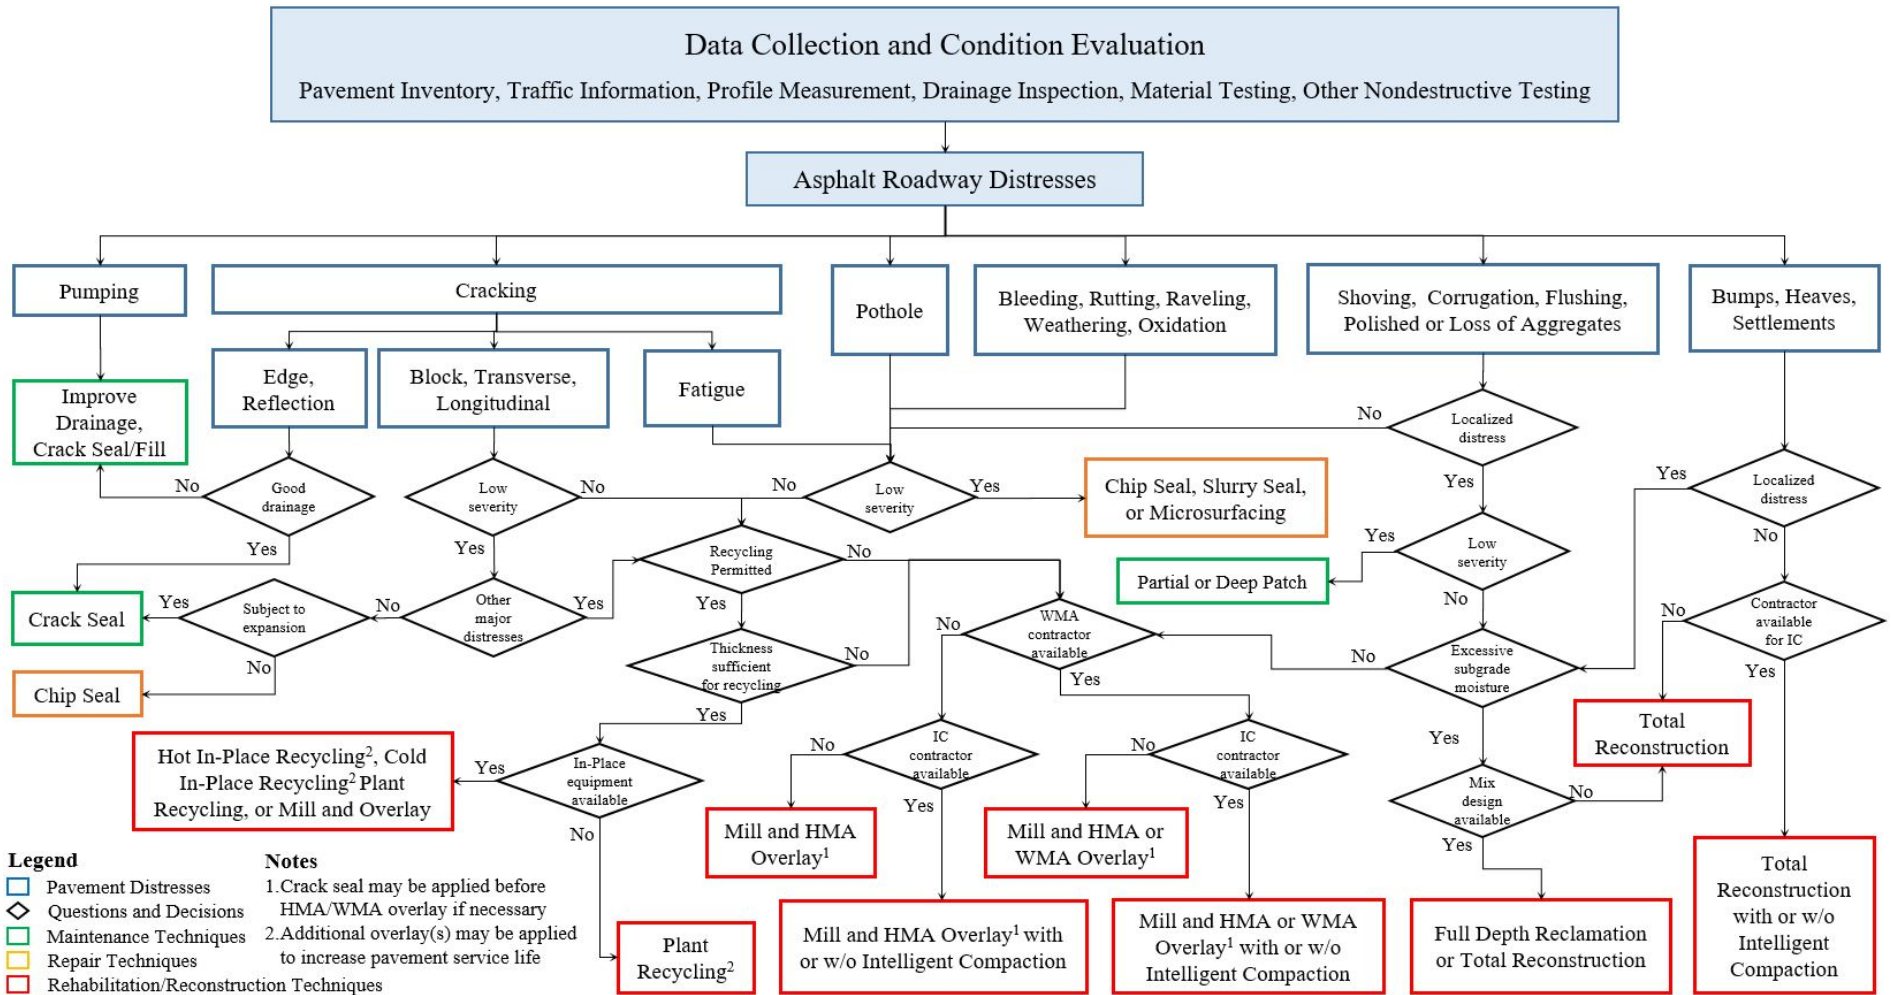 Data Collection and Condition Evaluation
Pavement Inventory, Traffic Information, Profile Measurement, Drainage Inspection, Material Testing, Other Nondestructive Testing
Asphalt Roadway Distresses
Pumping
Cracking
Pothole
Bleeding, Rutting, Raveling,
Weathering, Oxidation
Shoving, Corrugation, Flushing,
Polished or Loss of Aggregates
Bumps, Heaves,
Settlements
Improve
Drainage,
Crack Seal/Fill
Edge,
Reflection
Block, Transverse,
Longitudinal
Fatigue
Localized
distress
No
Yes
Good
drainage
No
Yes
Low
severity
No
Yes
Low
severity
No
Yes
Chip Seal, Slurry Seal,
or Microsurfacing
Low
severity
Yes
No
Localized
distress
Yes
No
Partial or Deep Patch
Crack Seal
Subject to
expansion
Yes
No
Other
major
distresses
No
Yes
Recycling
Permitted
No
Yes
Thickness
sufficient
for recycling
No
Yes
WMA
contractor
available
No
Yes
Excessive
subgrade
moisture
No
Yes
Contractor
available
for IC
No
Yes
Chip Seal
Hot In-Place Recycling², Cold
In-Place Recycling² Plant
Recycling, or Mill and Overlay
In-Place
equipment
available
Yes
No
IC
contractor
available
No
Yes
IC
contractor
available
No
Yes
Mix
design
available
No
Yes
Total
Reconstruction
Mill and HMA
Overlay¹
Mill and HMA or
WMA Overlay¹
Plant
Recycling²
Mill and HMA Overlay¹ with
or w/o Intelligent Compaction
Mill and HMA or WMA
Overlay¹ with or w/o
Intelligent Compaction
Full Depth Reclamation
or Total Reconstruction
Total
Reconstruction
with or w/o
Intelligent
Compaction
Legend
Pavement Distresses
Questions and Decisions
Maintenance Techniques
Repair Techniques
Rehabilitation/Reconstruction Techniques
Notes
1.Crack seal may be applied before
HMA/WMA overlay if necessary
2.Additional overlay(s) may be applied
to increase pavement service life